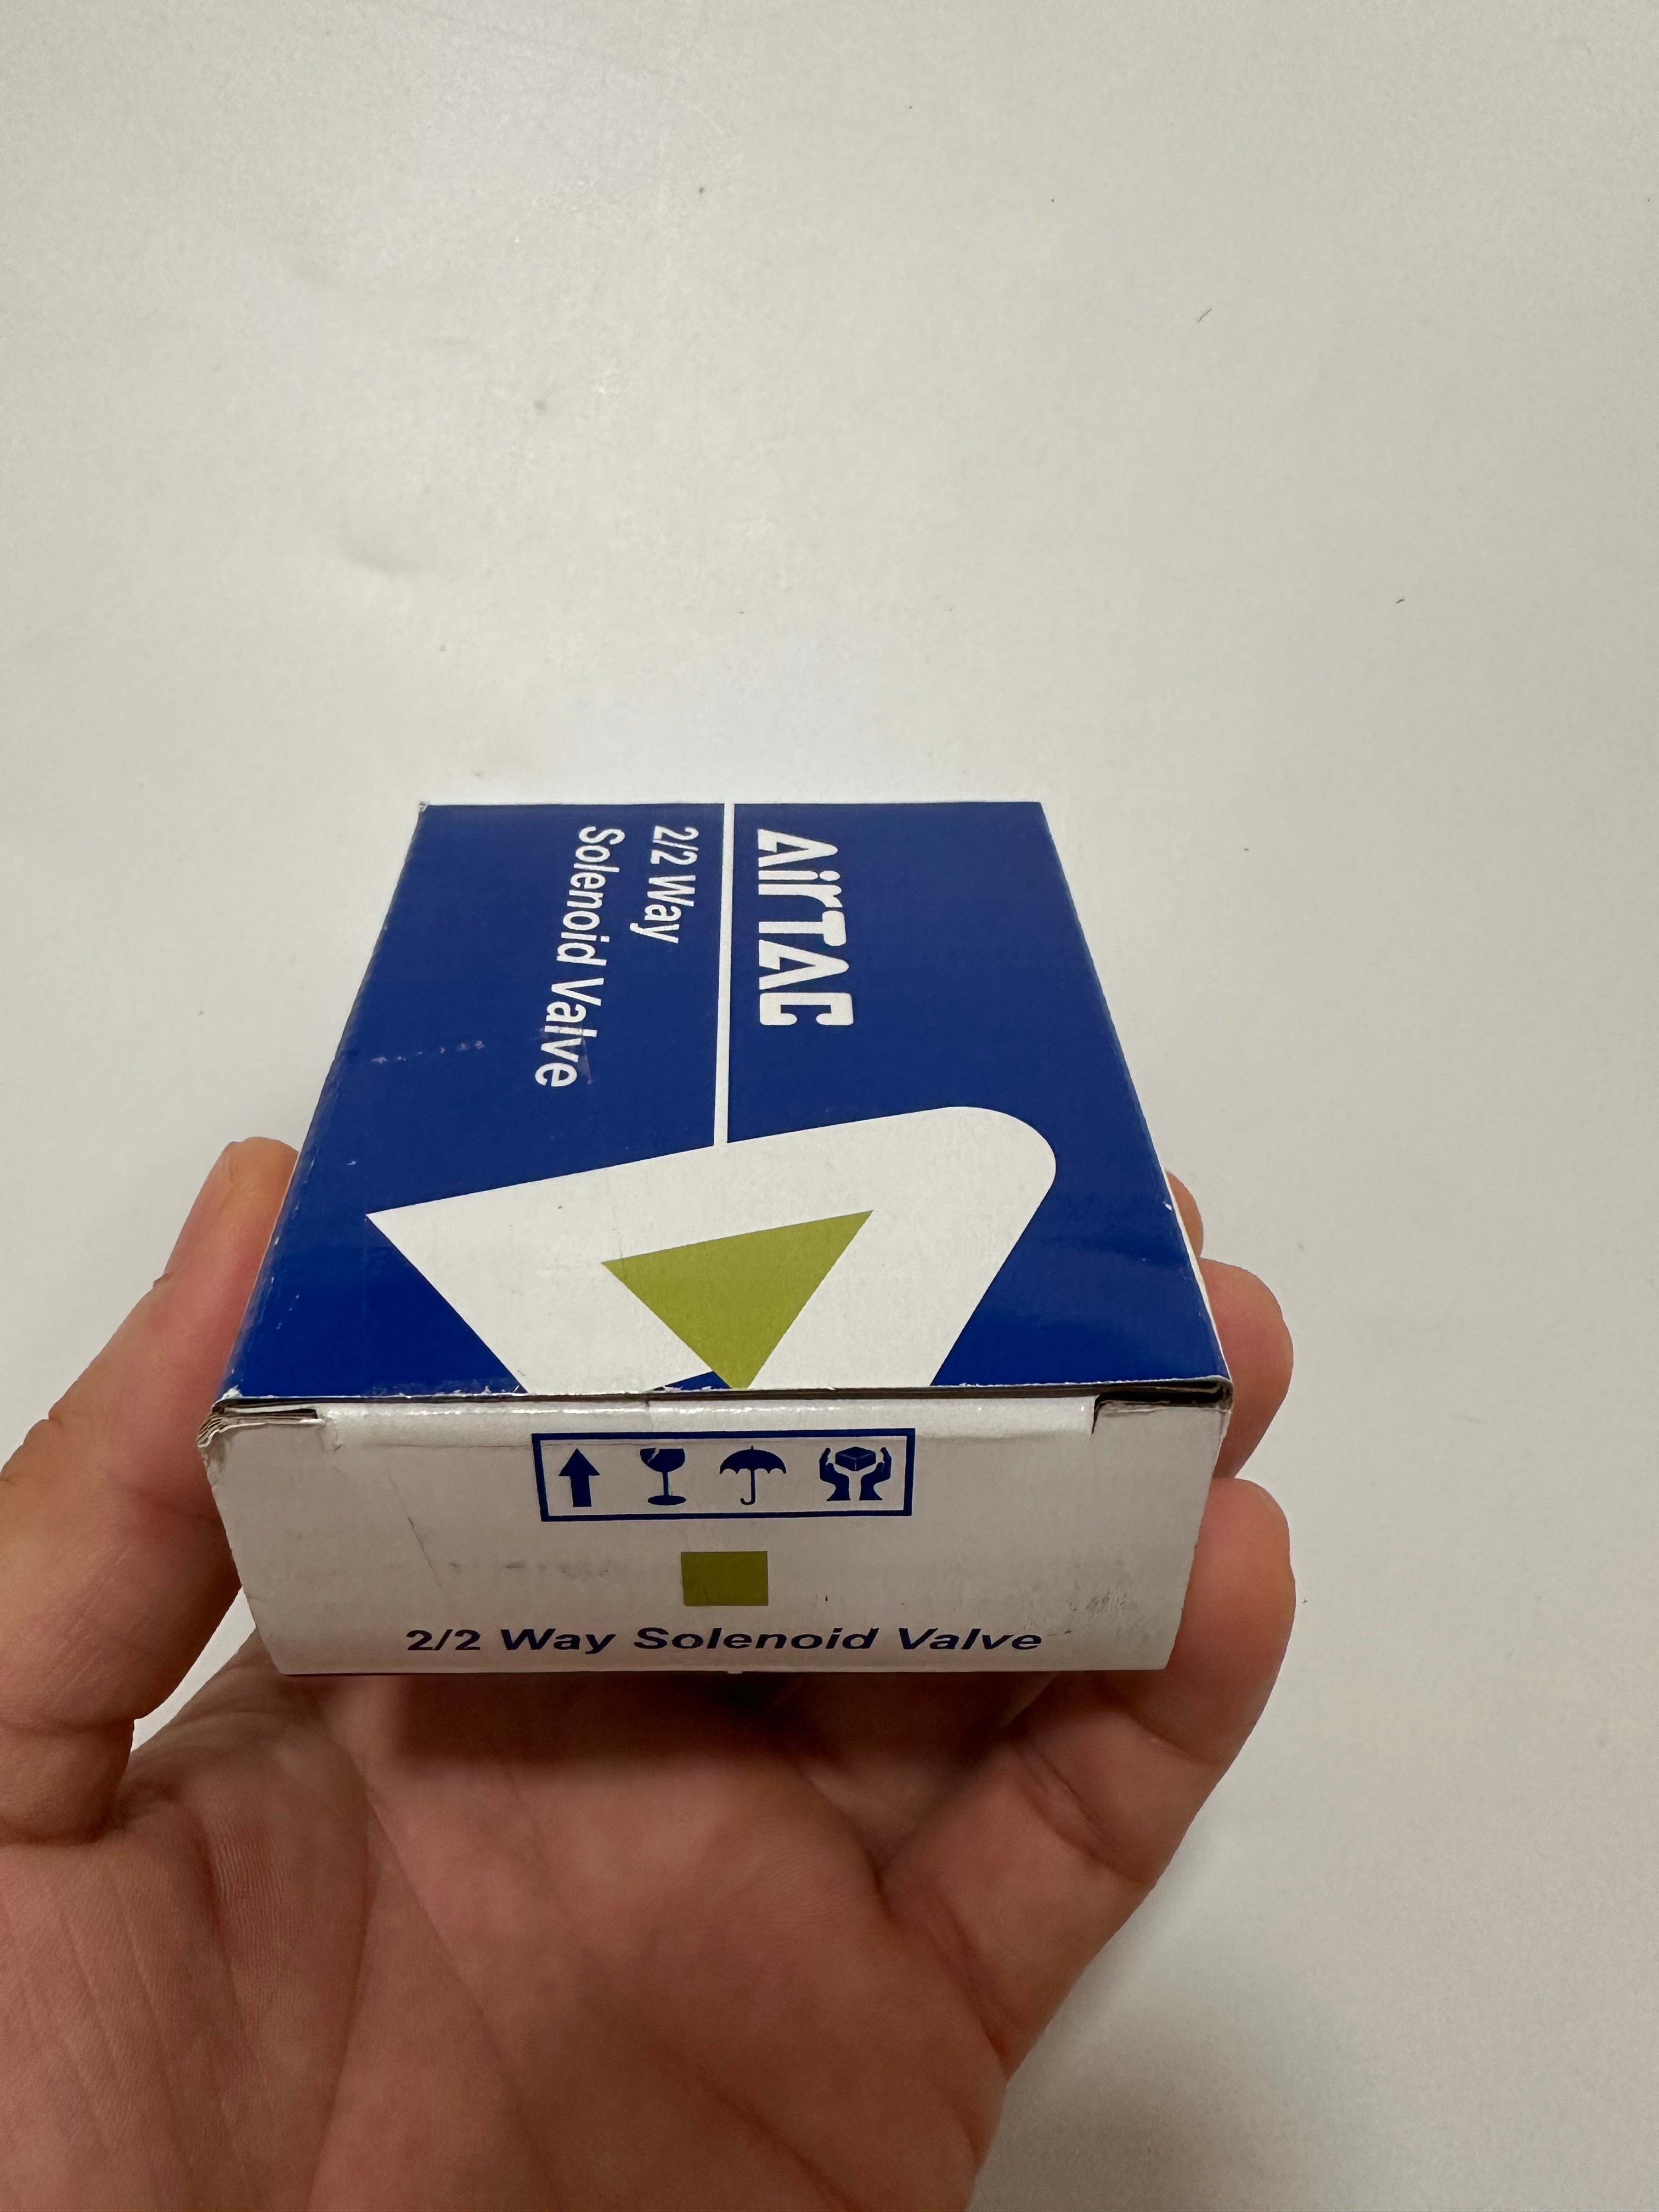 AirTAC
2/2 Way
Solenoid Valve
2/2 Way Solenoid Valve